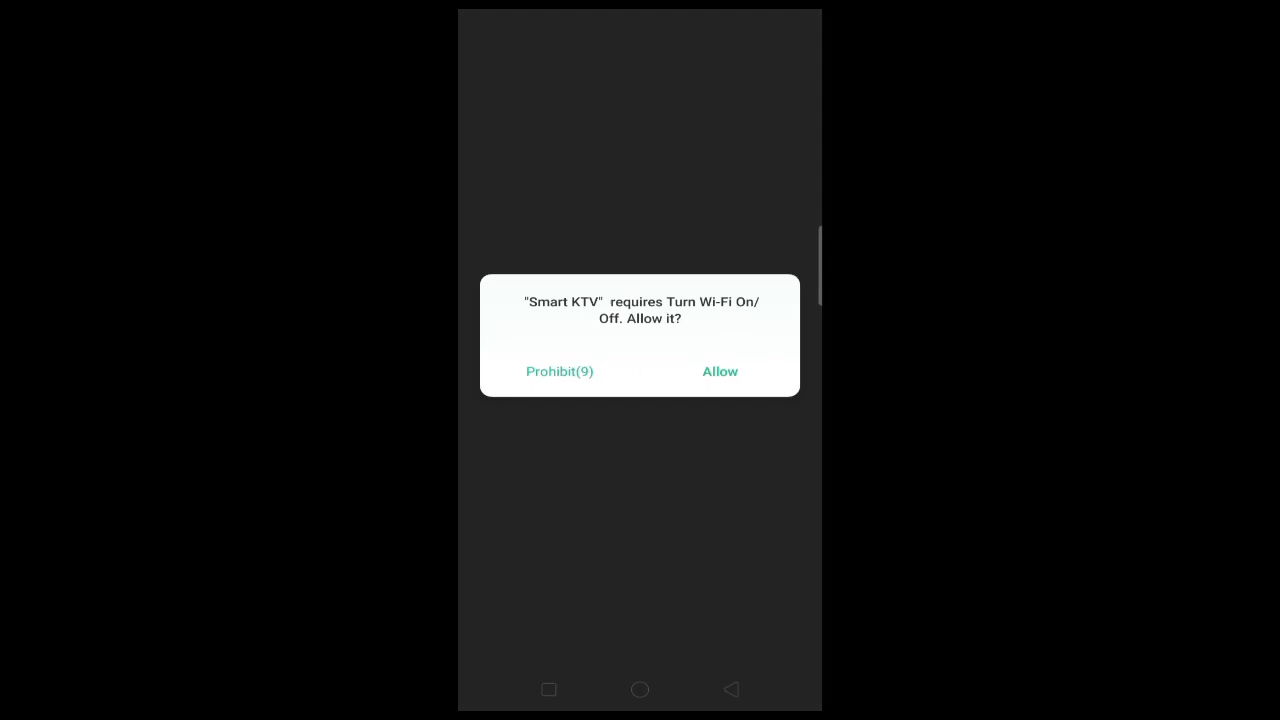 "Smart KTV"  requires Turn Wi-Fi On/
Off. Allow it?
Prohibit(9)
Allow